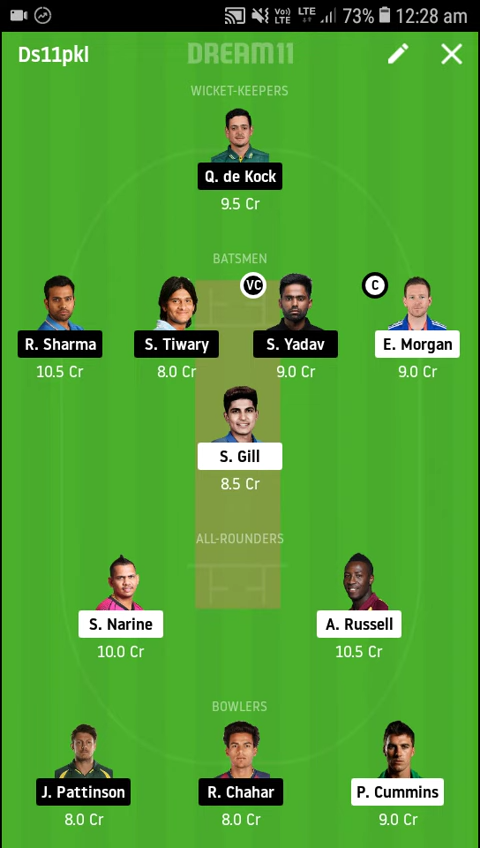 Vo))
LTE
LTE
73%
12:28 am
Ds11pkl
DREAM11
WICKET-KEEPERS
Q. de Kock
9.5 Cr
BATSMEN
VC
C
R. Sharma
S. Tiwary
S. Yadav
E. Morgan
10.5 Cr
8.0 Cr
9.0 Cr
9.0 Cr
S. Gill
8.5 Cr
ALL-ROUNDERS
S. Narine
A. Russell
10.0 Cr
10.5 Cr
BOWLERS
J. Pattinson
R. Chahar
P. Cummins
8.0 Cr
8.0 Cr
9.0 Cr